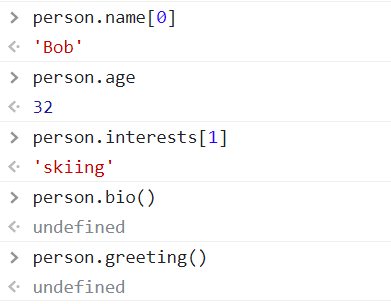 > person.name[0]
<· 'Bob'
> person.age
<· 32
> person.interests[1]
<· 'skiing'
> person.bio()
<· undefined
> person.greeting()
<· undefined